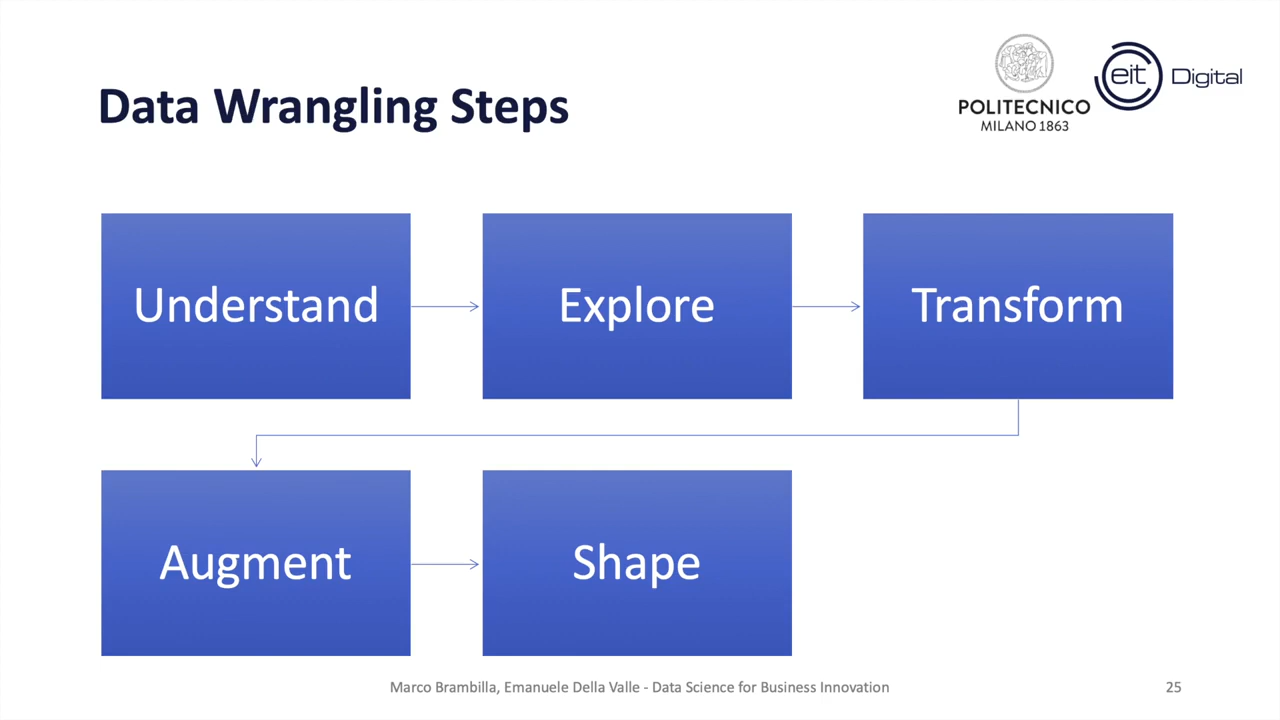 Data Wrangling Steps
POLITECNICO
MILANO 1863
eit Digital
Understand
Explore
Transform
Augment
Shape
Marco Brambilla, Emanuele Della Valle - Data Science for Business Innovation
25